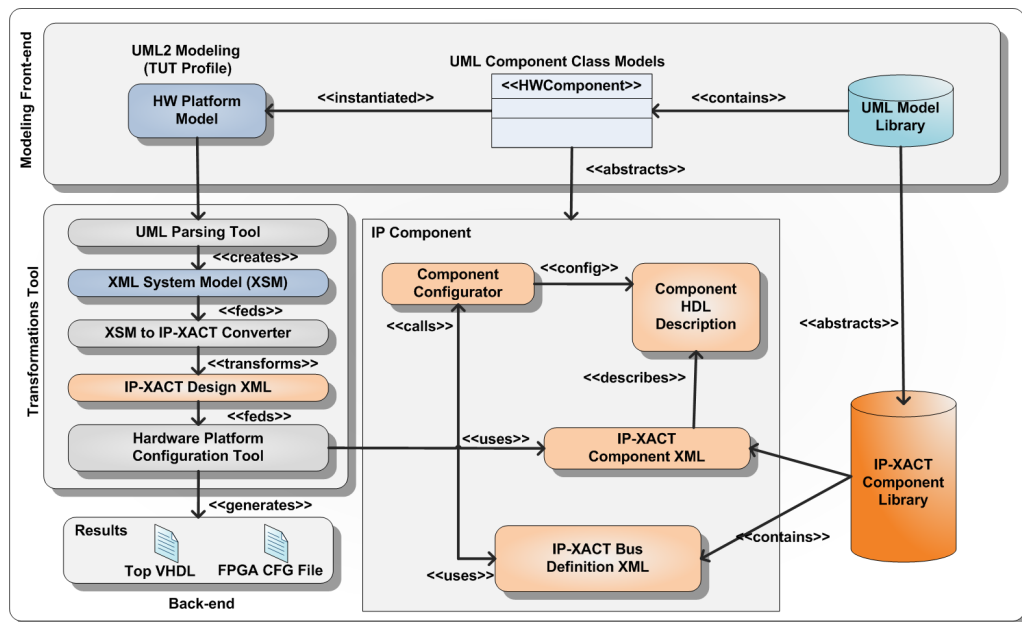 Modeling Front-end
UML2 Modeling
(TUT Profile)
HW Platform
Model
<<instantiated>>
UML Component Class Models
<<HWComponent>>
<<contains>>
UML Model
Library
<<abstracts>>
Transformations Tool
UML Parsing Tool
<<creates>>
XML System Model (XSM)
<<feds>>
XSM to IP-XACT Converter
<<transforms>>
IP-XACT Design XML
<<feds>>
Hardware Platform
Configuration Tool
<<generates>>
Results
Top VHDL
FPGA CFG File
Back-end
IP Component
Component
Configurator
<<config>>
Component
HDL
Description
<<calls>>
<<describes>>
<<uses>>
IP-XACT
Component XML
<<uses>>
IP-XACT Bus
Definition XML
<<abstracts>>
IP-XACT
Component
Library
<<contains>>